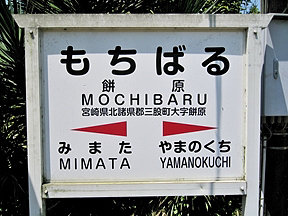 もちばる
餅原
MOCHIBARU
宮崎県北諸県郡三股町大字餅原
みまた やまのくち
MIMATA YAMANOKUCHI